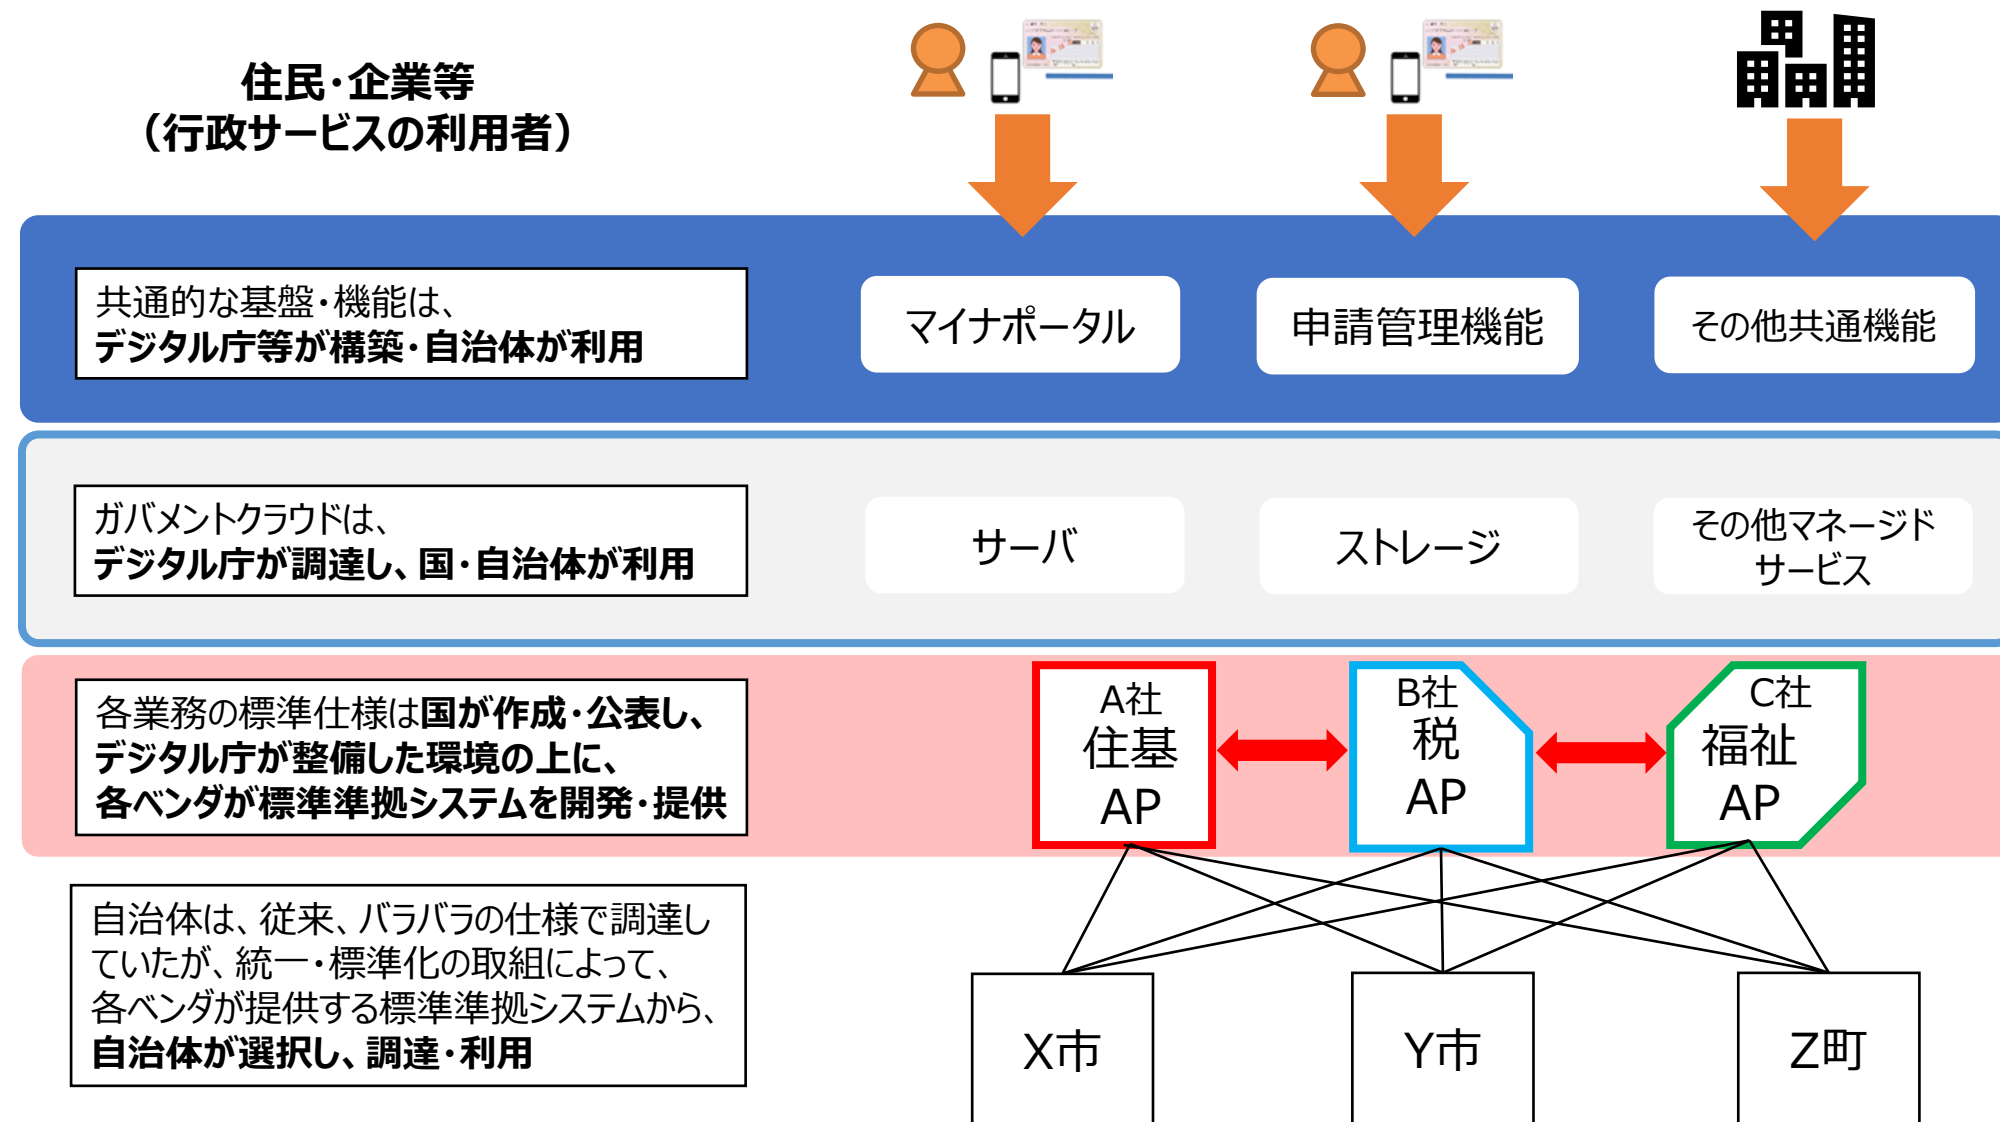 住民・企業等
（行政サービスの利用者）
共通的な基盤・機能は、
デジタル庁等が構築・自治体が利用
マイナポータル
申請管理機能
その他共通機能
ガバメントクラウドは、
デジタル庁が調達し、国・自治体が利用
サーバ
ストレージ
その他マネージド
サービス
各業務の標準仕様は国が作成・公表し、
デジタル庁が整備した環境の上に、
各ベンダが標準準拠システムを開発・提供
A社
住基
AP
B社
税
AP
C社
福祉
AP
自治体は、従来、バラバラの仕様で調達し
ていたが、統一・標準化の取組によって、
各ベンダが提供する標準準拠システムから、
自治体が選択し、調達・利用
X市
Y市
Z町